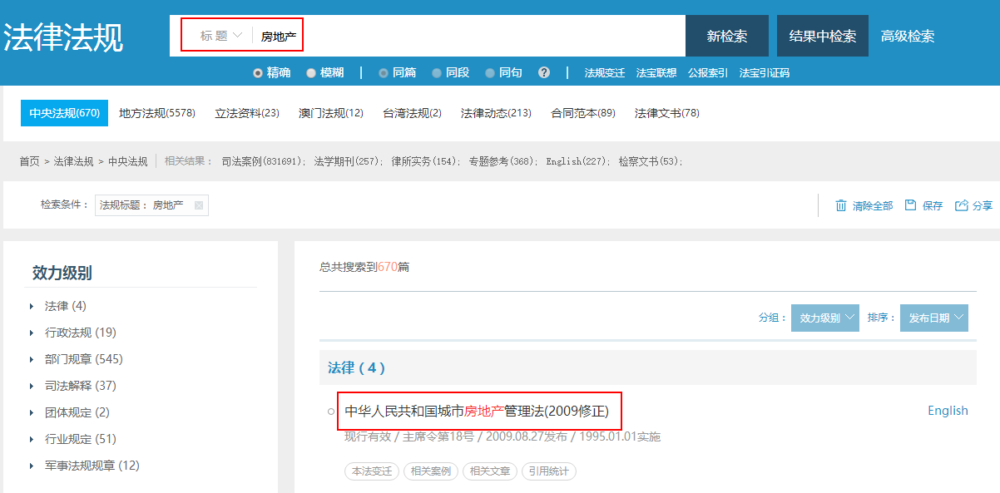 法律法规
标 题 房地产 新检索 结果中检索 高级检索
精确 模糊 | 同篇 同段 同句 ? | 法规变迁 法宝联想 公报索引 法宝引证码
中央法规(670) 地方法规(5578) 立法资料(23) 澳门法规(12) 台湾法规(2) 法律动态(213) 合同范本(89) 法律文书(78)
首页 > 法律法规 > 中央法规 相关结果： 司法案例(831691)； 法学期刊(257)； 律所实务(154)； 专题参考(368)； English(227)； 检察文书(53)；
检索条件： 法规标题： 房地产 清除全部 保存 分享
效力级别
法律 (4)
行政法规 (19)
部门规章 (545)
司法解释 (37)
团体规定 (2)
行业规定 (51)
军事法规规章 (12)
总共搜索到670篇
分组： 效力级别 排序： 发布日期
法律 ( 4 )
中华人民共和国城市房地产管理法(2009修正) English
现行有效 / 主席令第18号 / 2009.08.27发布 / 1995.01.01实施
本法变迁 相关案例 相关文章 引用统计